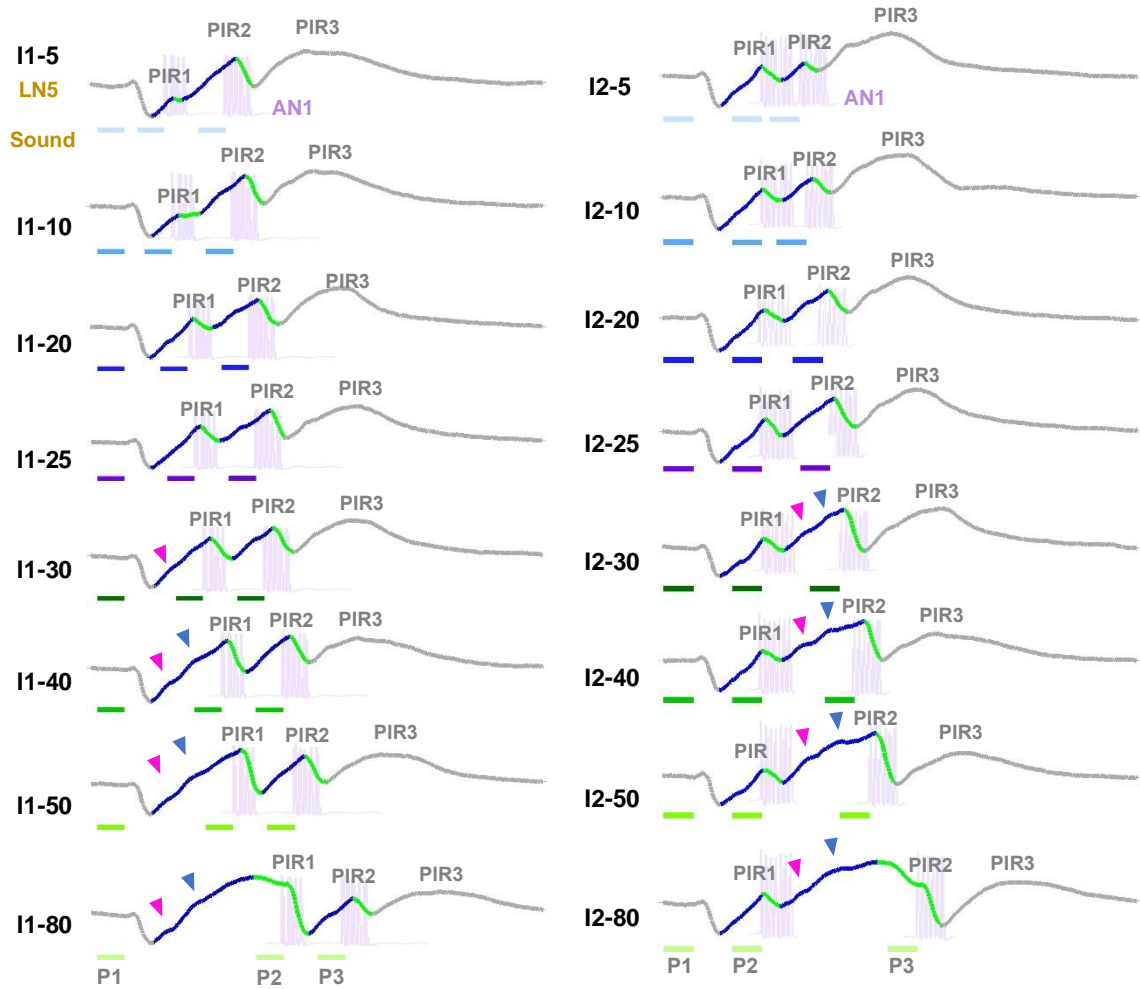 PIR2
PIR3
I1-5
PIR1
LN5
AN1
Sound
PIR2
PIR3
I1-10
PIR1
PIR2
PIR3
I1-20
PIR1
PIR2
PIR3
I1-25
PIR1
PIR2
PIR3
I1-30
PIR1
PIR2
PIR3
I1-40
PIR1
PIR2
PIR3
I1-50
PIR1
PIR2
PIR3
I1-80
P1
P2
P3
PIR3
PIR1
PIR2
I2-5
AN1
PIR3
PIR1
PIR2
I2-10
PIR3
PIR2
PIR1
I2-20
PIR3
PIR2
PIR1
I2-25
PIR2
PIR3
PIR1
I2-30
PIR2
PIR3
PIR1
I2-40
PIR2
PIR3
PIR
I2-50
PIR1
PIR2
PIR3
I2-80
P1
P2
P3